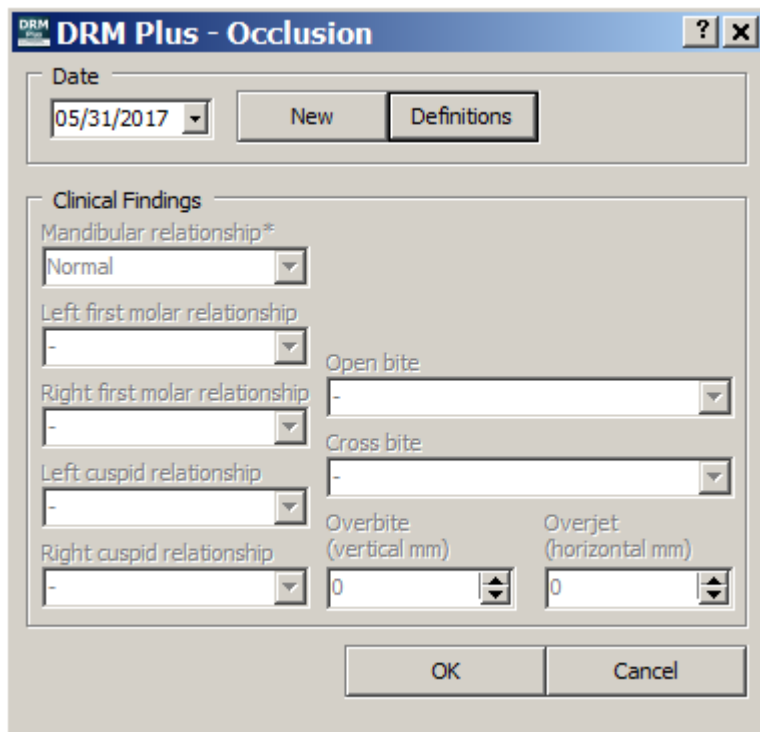 DRM Plus
DRM Plus - Occlusion
?
Date
05/31/2017
New
Definitions
Clinical Findings
Mandibular relationship*
Normal
Left first molar relationship
-
Right first molar relationship
-
Left cuspid relationship
-
Right cuspid relationship
-
Open bite
-
Cross bite
-
Overbite
(vertical mm)
0
Overjet
(horizontal mm)
0
OK
Cancel